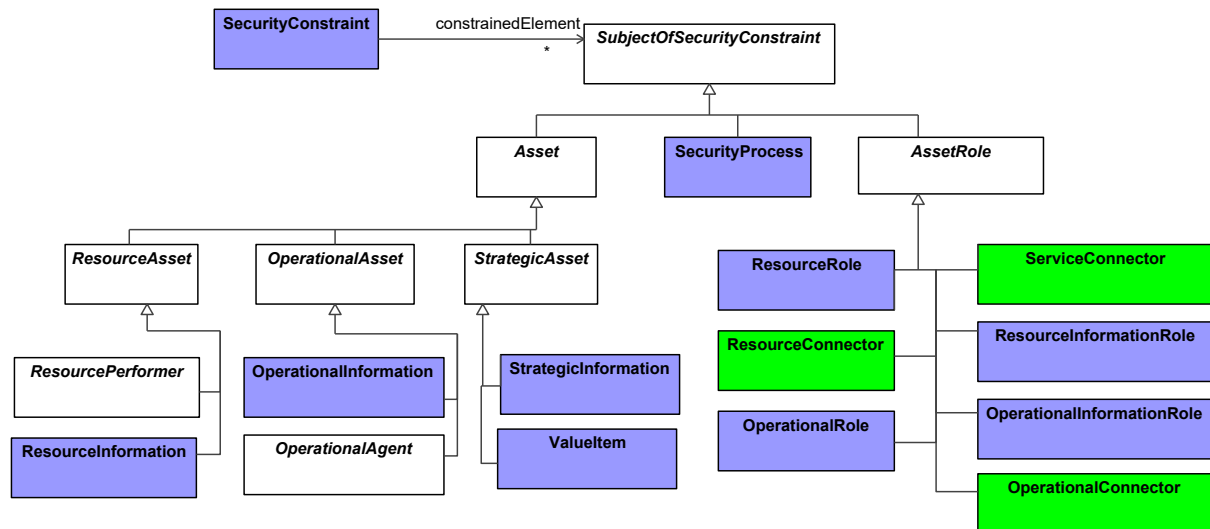 SecurityConstraint
constrainedElement
*
SubjectOfSecurityConstraint
Asset
SecurityProcess
AssetRole
ResourceAsset
OperationalAsset
StrategicAsset
ResourceRole
ServiceConnector
ResourcePerformer
OperationalInformation
StrategicInformation
ResourceConnector
ResourceInformationRole
ResourceInformation
OperationalAgent
ValueItem
OperationalRole
OperationalInformationRole
OperationalConnector